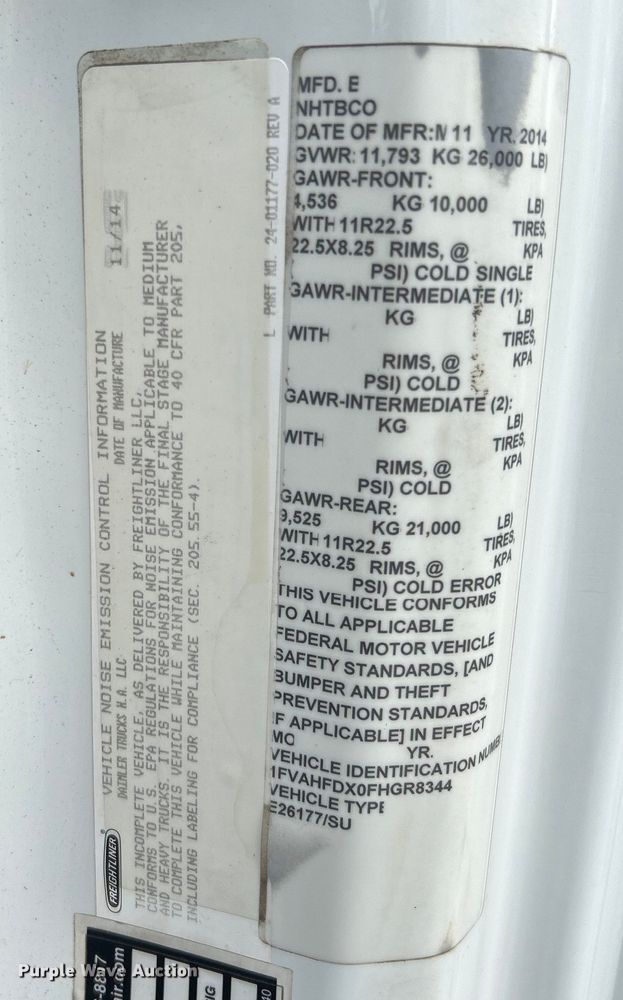 FREIGHTLINER
VEHICLE NOISE EMISSION CONTROL INFORMATION
DAIMLER TRUCKS N.A. LLC DATE OF MANUFACTURE 11/14
THIS INCOMPLETE VEHICLE, AS DELIVERED BY FREIGHTLINER LLC,
CONFORMS TO U.S. EPA REGULATIONS FOR NOISE EMISSION APPLICABLE TO MEDIUM
AND HEAVY TRUCKS. IT IS THE RESPONSIBILITY OF THE FINAL STAGE MANUFACTURER
TO COMPLETE THIS VEHICLE WHILE MAINTAINING CONFORMANCE TO 40 CFR PART 205,
INCLUDING LABELING FOR COMPLIANCE (SEC. 205.55-4).
L PART NO. 24-01177-020 REV A
MFD. E
NHTBCO
DATE OF MFR:M 11 YR. 2014
GVWR: 11,793 KG 26,000 LB)
GAWR-FRONT:
4,536 KG 10,000 LB)
WITH 11R22.5 TIRES,
22.5X8.25 RIMS, @ KPA
PSI) COLD SINGLE
GAWR-INTERMEDIATE (1):
KG LB)
WITH TIRES,
RIMS, @ KPA
PSI) COLD
GAWR-INTERMEDIATE (2):
KG LB)
WITH TIRES,
RIMS, @ KPA
PSI) COLD
GAWR-REAR:
9,525 KG 21,000 LB)
WITH 11R22.5 TIRES,
22.5X8.25 RIMS, @ KPA
PSI) COLD ERROR
THIS VEHICLE CONFORMS
TO ALL APPLICABLE
FEDERAL MOTOR VEHICLE
SAFETY STANDARDS, [AND
BUMPER AND THEFT
PREVENTION STANDARDS,
IF APPLICABLE] IN EFFECT
MO YR.
VEHICLE IDENTIFICATION NUMB
1FVAHFDX0FHGR8344
VEHICLE TYPE
E26177/SU
Purple Wave Auction